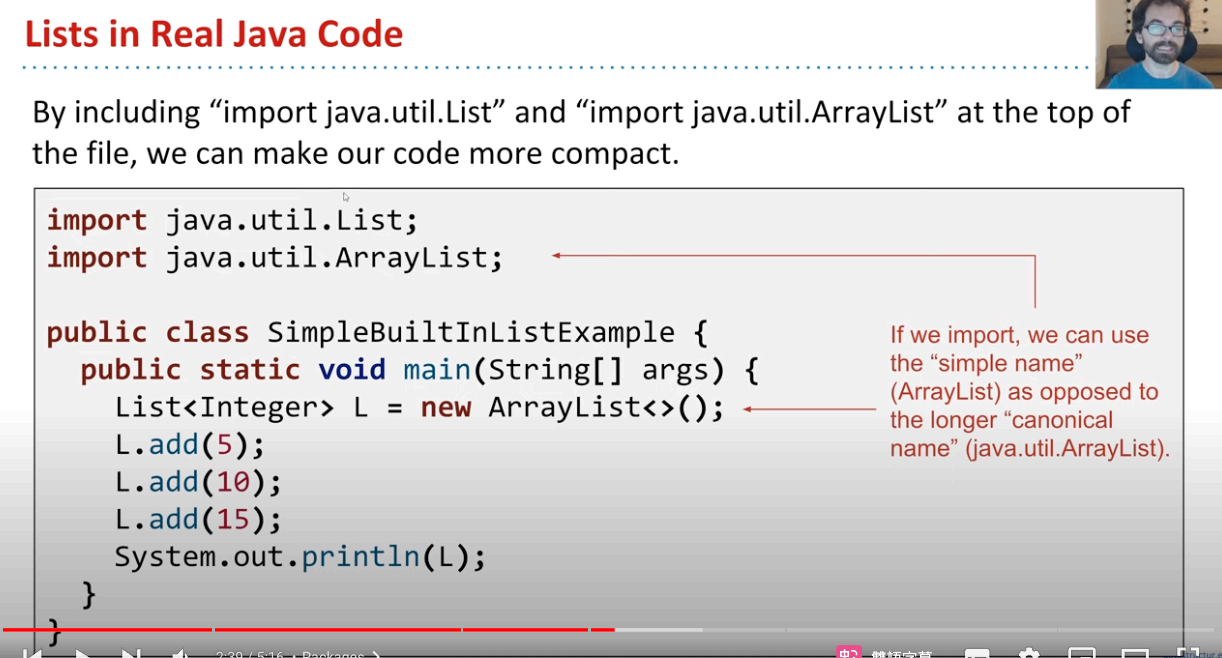 Lists in Real Java Code
By including “import java.util.List” and “import java.util.ArrayList” at the top of
the file, we can make our code more compact.
import java.util.List;
import java.util.ArrayList;
public class SimpleBuiltInListExample {
public static void main(String[] args) {
List<Integer> L = new ArrayList<>();
L.add(5);
L.add(10);
L.add(15);
System.out.println(L);
}
}
If we import, we can use
the “simple name”
(ArrayList) as opposed to
the longer “canonical
name” (java.util.ArrayList).
2:39 / 5:16 • Packages
雙語字幕